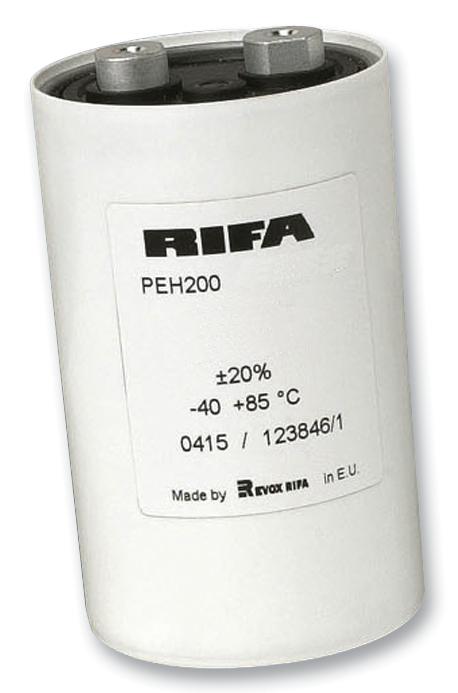 RIFA
PEH200
±20%
-40 +85 °C
0415 / 123846/1
Made by REVOX RIFA in E.U.